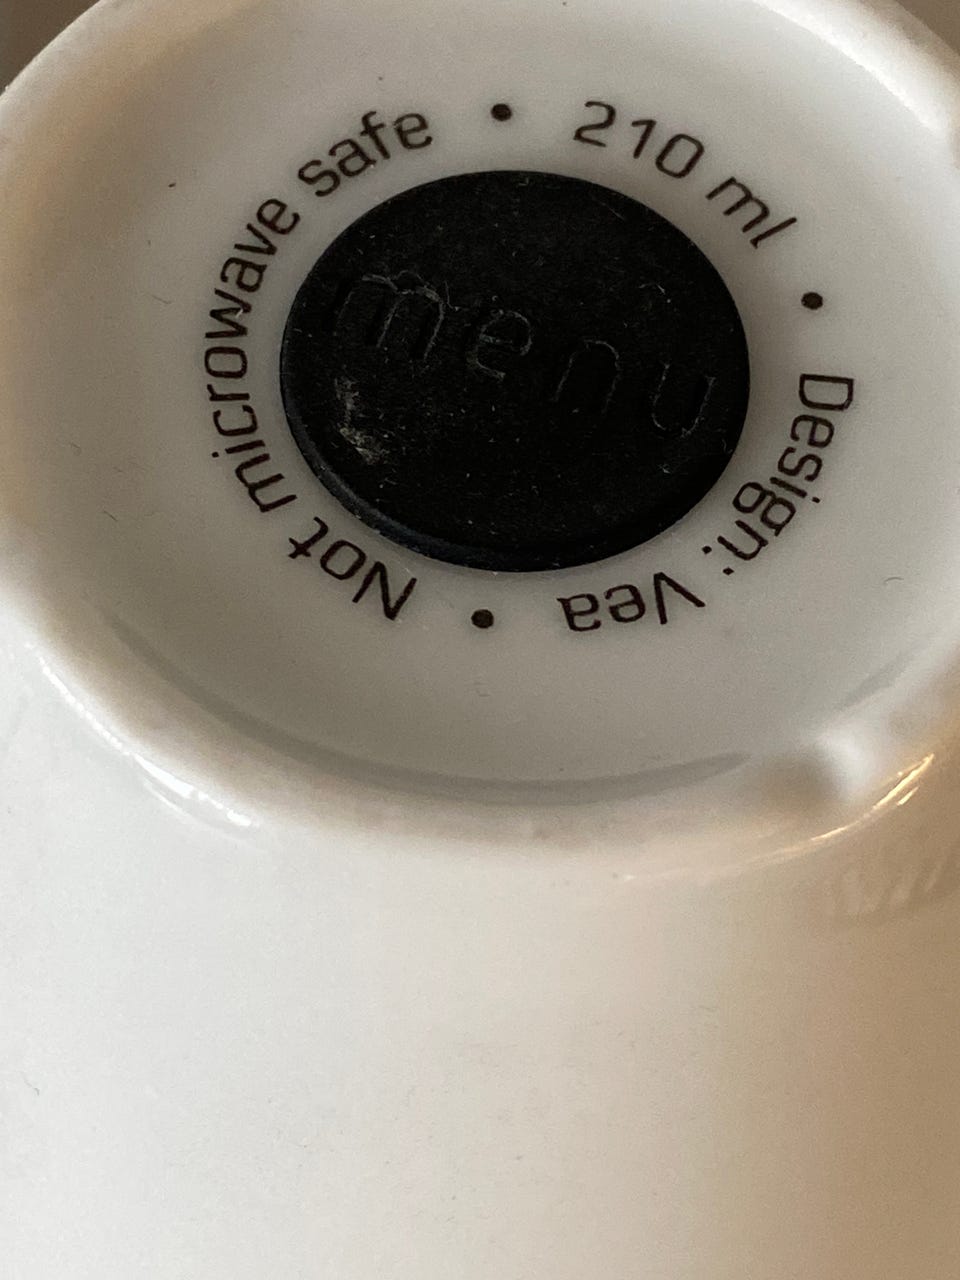 Not microwave safe • 210 ml • Design: Vea •
menu